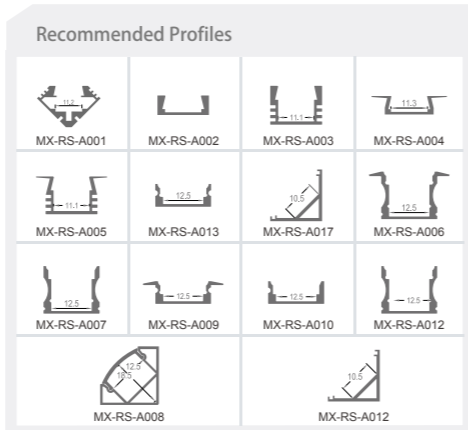 Recommended Profiles
11.2
11.1
11.3
MX-RS-A001 MX-RS-A002 MX-RS-A003 MX-RS-A004
11.1
12.5
10.5
12.5
MX-RS-A005 MX-RS-A013 MX-RS-A017 MX-RS-A006
12.5
12.5
12.5
12.5
MX-RS-A007 MX-RS-A009 MX-RS-A010 MX-RS-A012
12.5
18.5
10.5
MX-RS-A008 MX-RS-A012